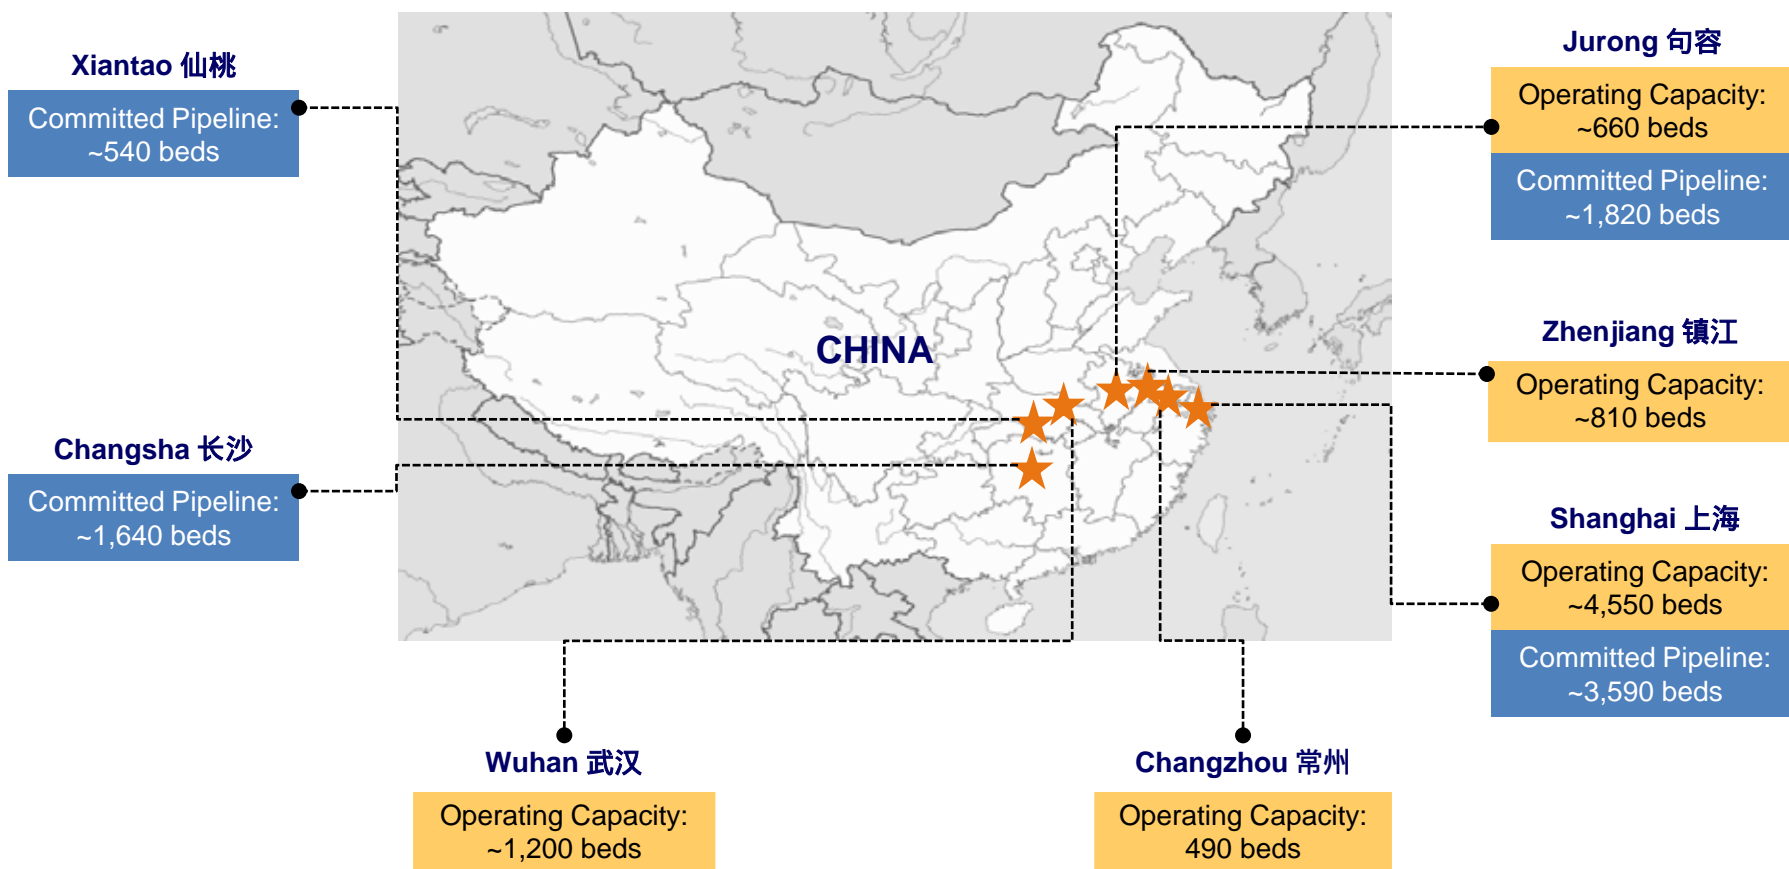 Xiantao 仙桃
Committed Pipeline:
~540 beds
Changsha 长沙
Committed Pipeline:
~1,640 beds
CHINA
Jurong 句容
Operating Capacity:
~660 beds
Committed Pipeline:
~1,820 beds
Zhenjiang 镇江
Operating Capacity:
~810 beds
Shanghai 上海
Operating Capacity:
~4,550 beds
Committed Pipeline:
~3,590 beds
Wuhan 武汉
Operating Capacity:
~1,200 beds
Changzhou 常州
Operating Capacity:
490 beds